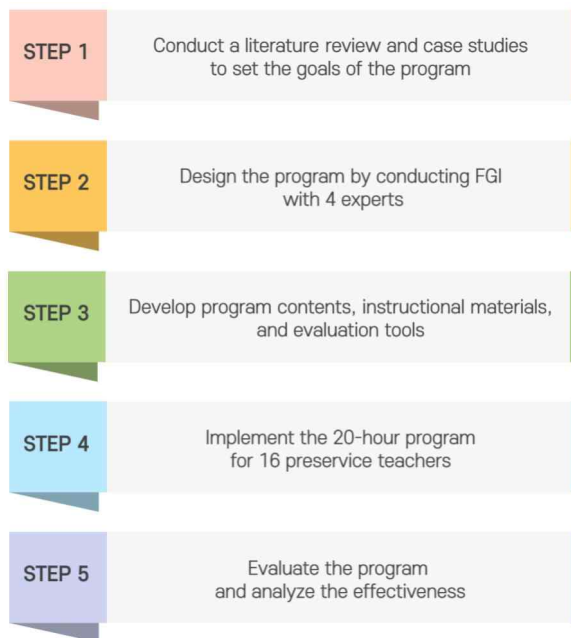 STEP 1
Conduct a literature review and case studies
to set the goals of the program
STEP 2
Design the program by conducting FGI
with 4 experts
STEP 3
Develop program contents, instructional materials,
and evaluation tools
STEP 4
Implement the 20-hour program
for 16 preservice teachers
STEP 5
Evaluate the program
and analyze the effectiveness